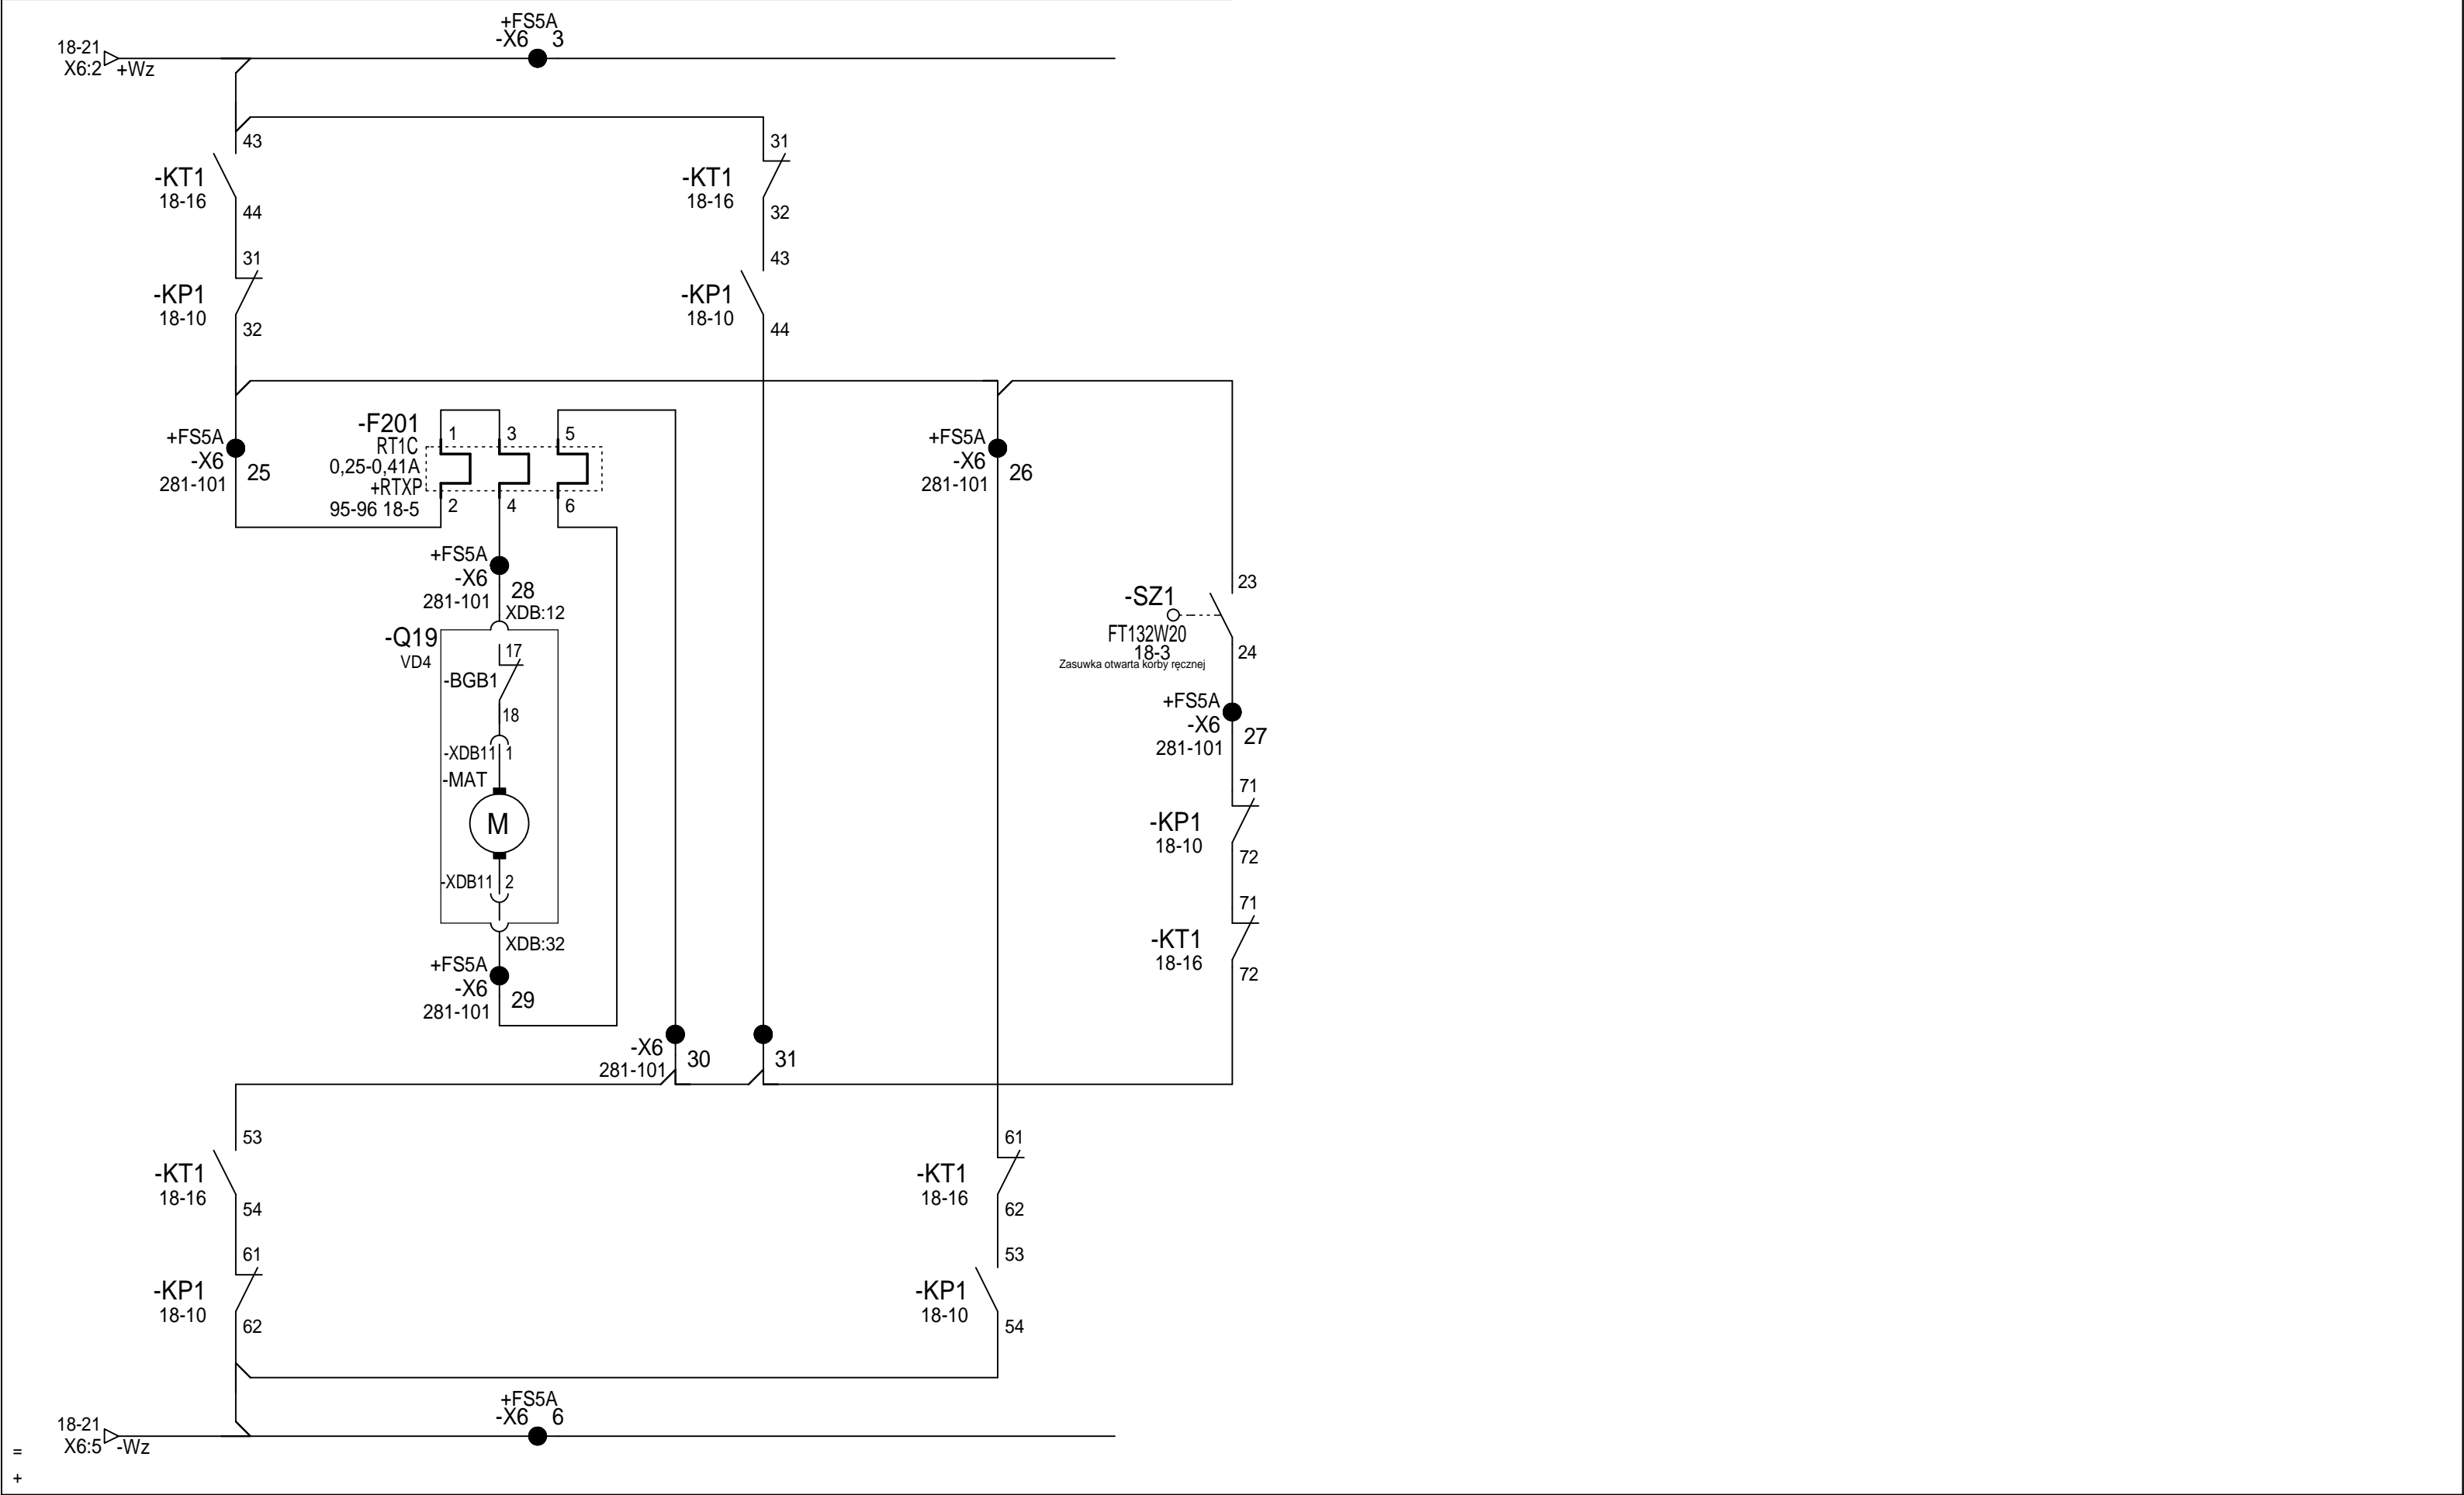 +FS5A
-X6 3
18-21
X6:2 +Wz
43
-KT1
18-16
44
31
-KT1
18-16
32
31
-KP1
18-10
32
43
-KP1
18-10
44
+FS5A
-X6
281-101
25
-F201
RT1C
0,25-0,41A
+RTXP
95-96 18-5
1 3 5
2 4 6
+FS5A
-X6
281-101
26
+FS5A
-X6
281-101
28
XDB:12
-Q19
VD4
17
-BGB1
18
-XDB11 1
-MAT
M
-XDB11 2
XDB:32
+FS5A
-X6
281-101
29
23
-SZ1
FT132W20
18-3
24
Zasuwka otwarta korby ręcznej
+FS5A
-X6
281-101
27
71
-KP1
18-10
72
71
-KT1
18-16
72
-X6
281-101
30
31
53
-KT1
18-16
54
61
-KT1
18-16
62
61
-KP1
18-10
62
53
-KP1
18-10
54
+FS5A
-X6 6
18-21
X6:5 -Wz
=
+